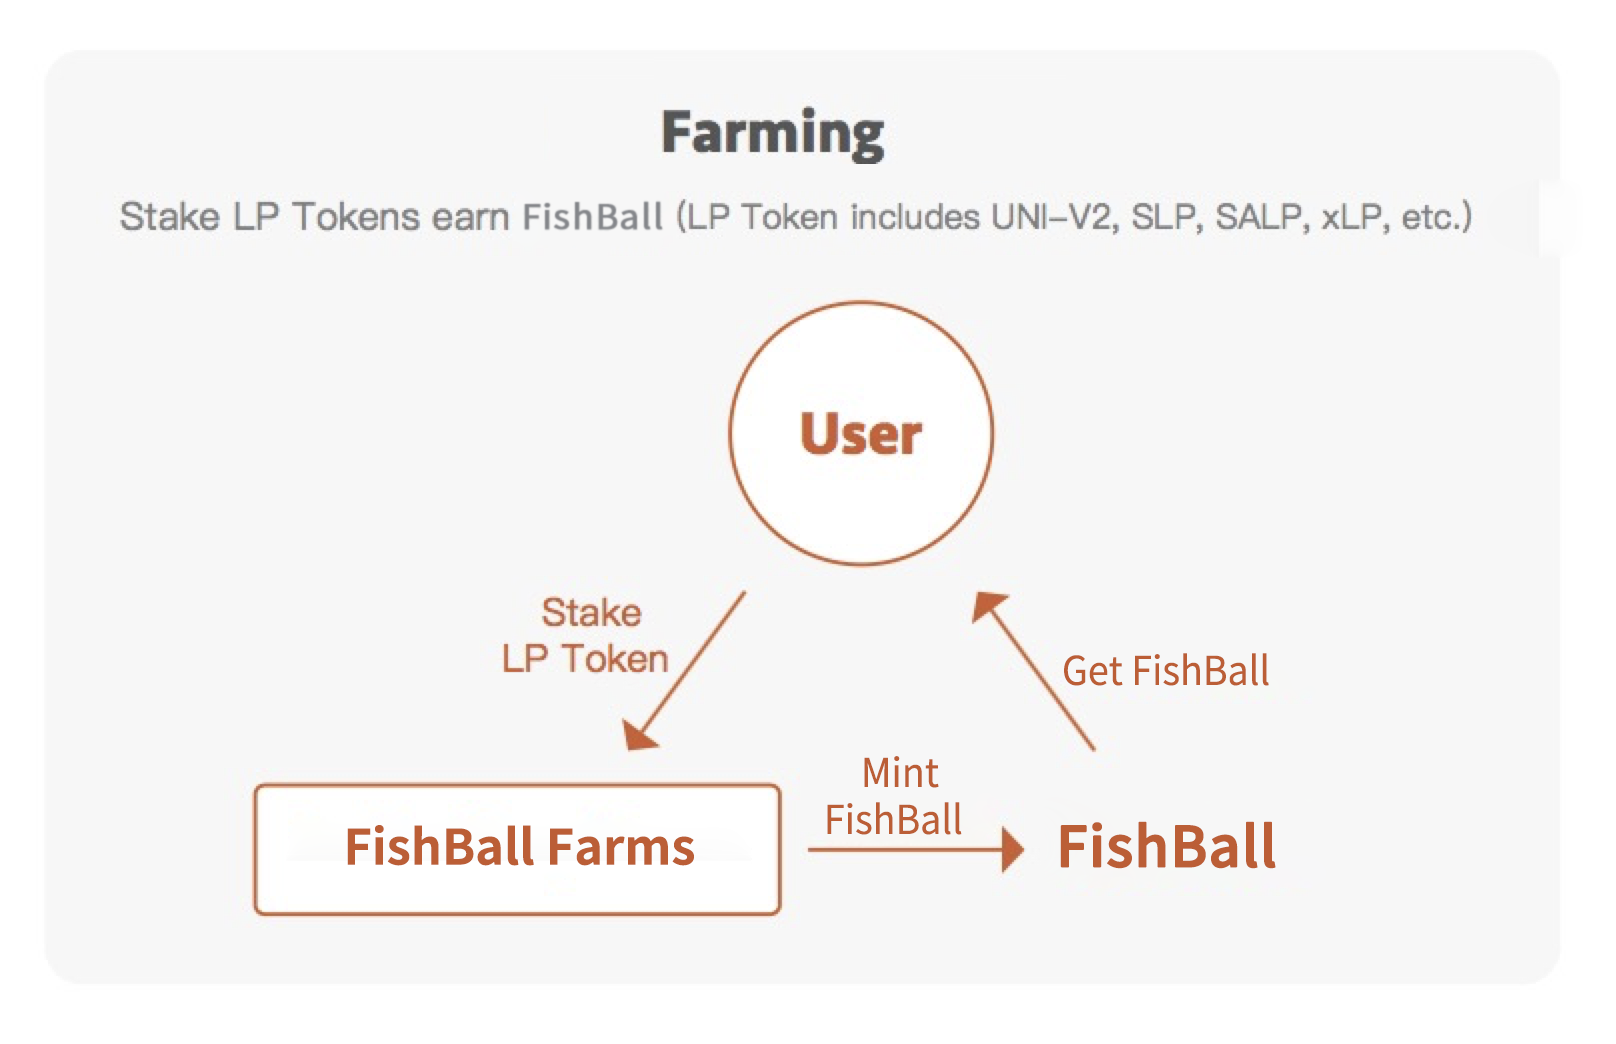 Farming
Stake LP Tokens earn FishBall (LP Token includes UNI-V2, SLP, SALP, xLP, etc.)
User
Stake
LP Token
Get FishBall
Mint
FishBall
FishBall Farms
FishBall